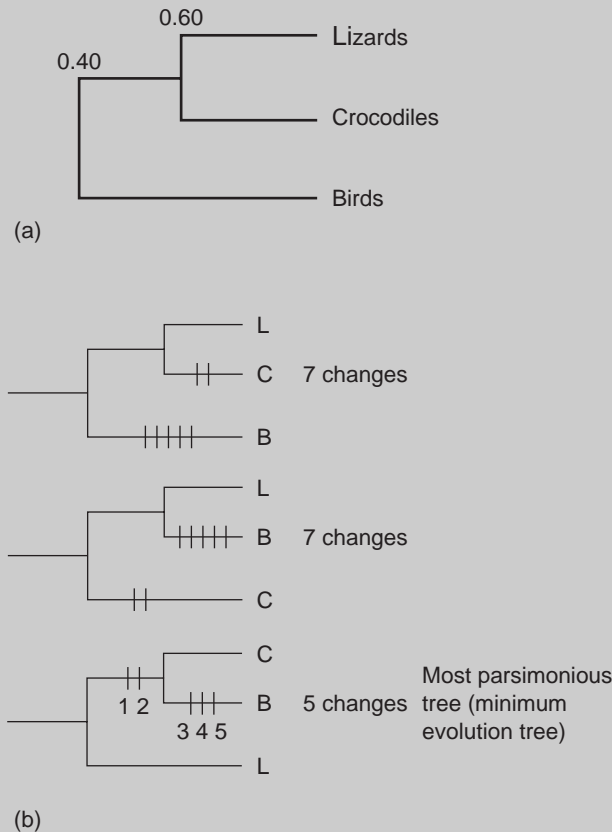 0.60
Lizards
0.40
Crocodiles
Birds
(a)
L
C 7 changes
B
L
B 7 changes
C
C
1 2
B 5 changes
3 4 5
Most parsimonious
tree (minimum
evolution tree)
L
(b)